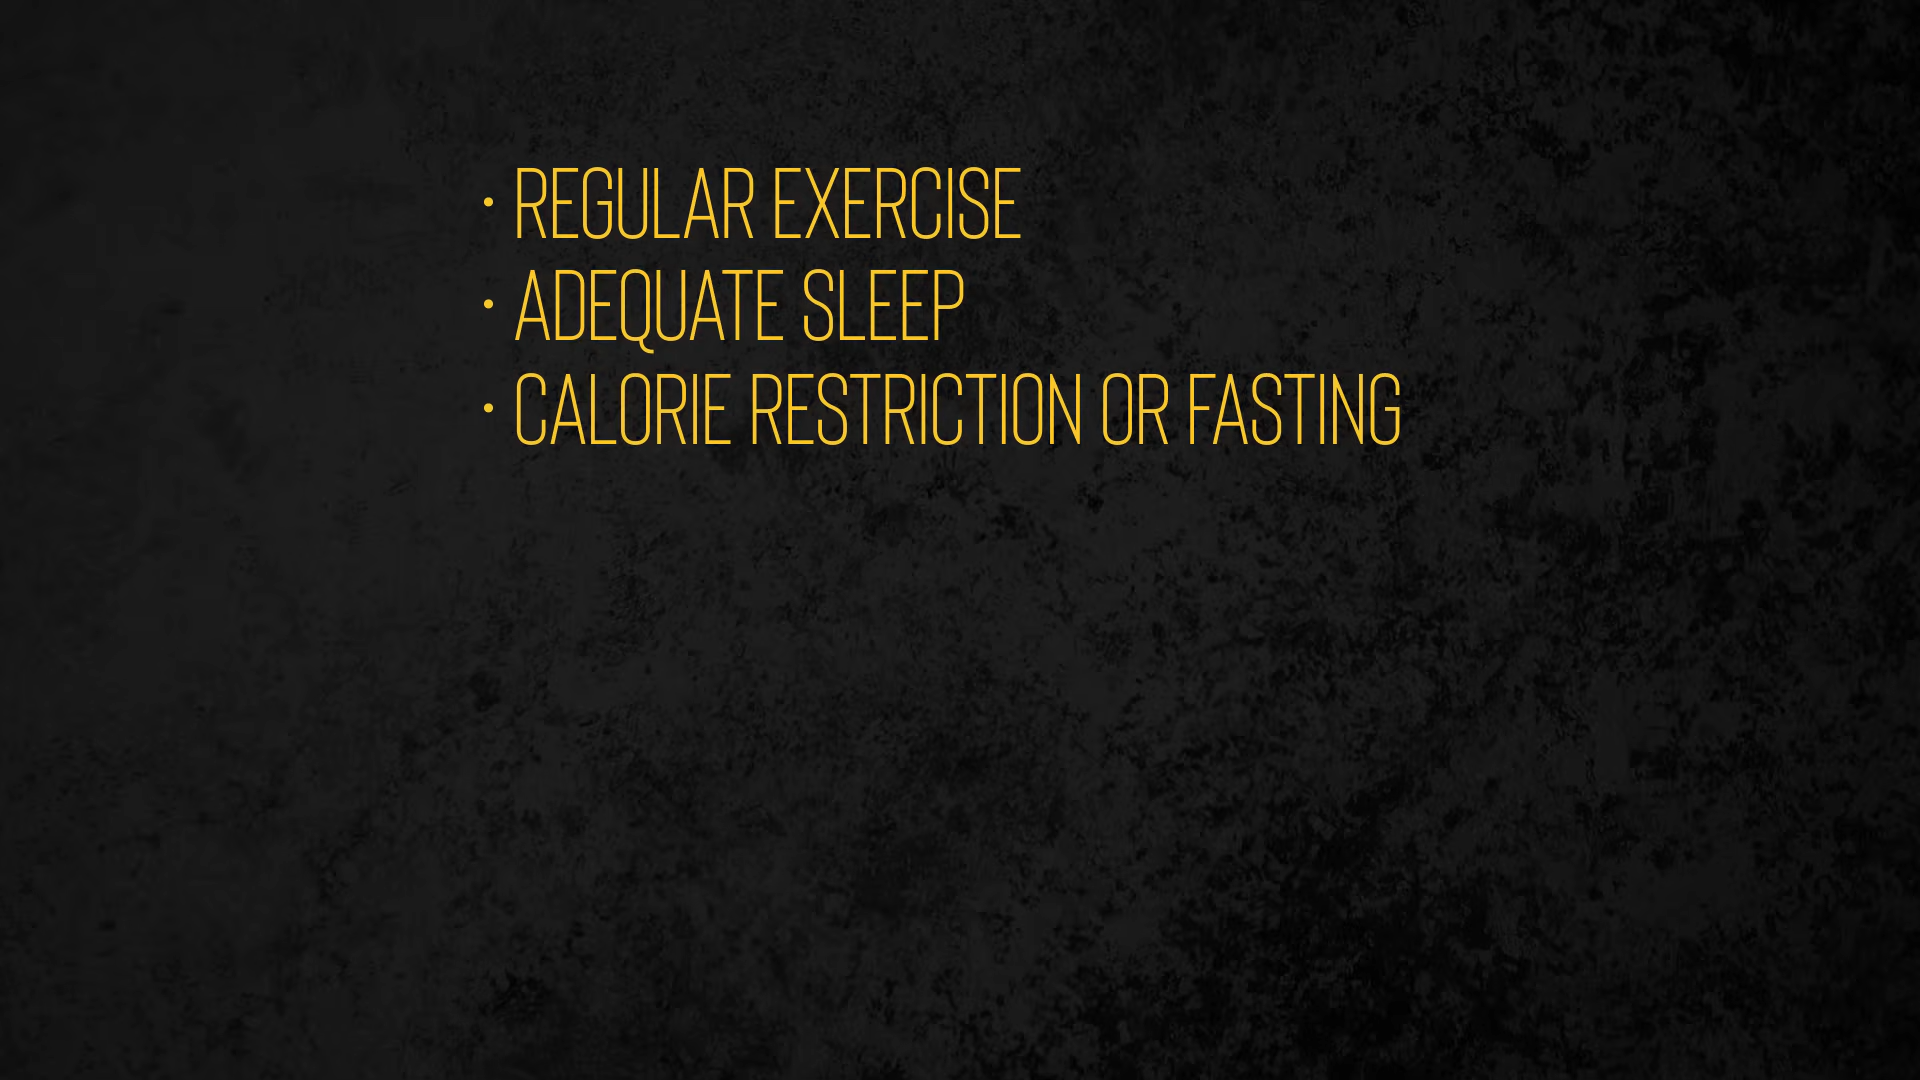 · REGULAR EXERCISE
· ADEQUATE SLEEP
· CALORIE RESTRICTION OR FASTING